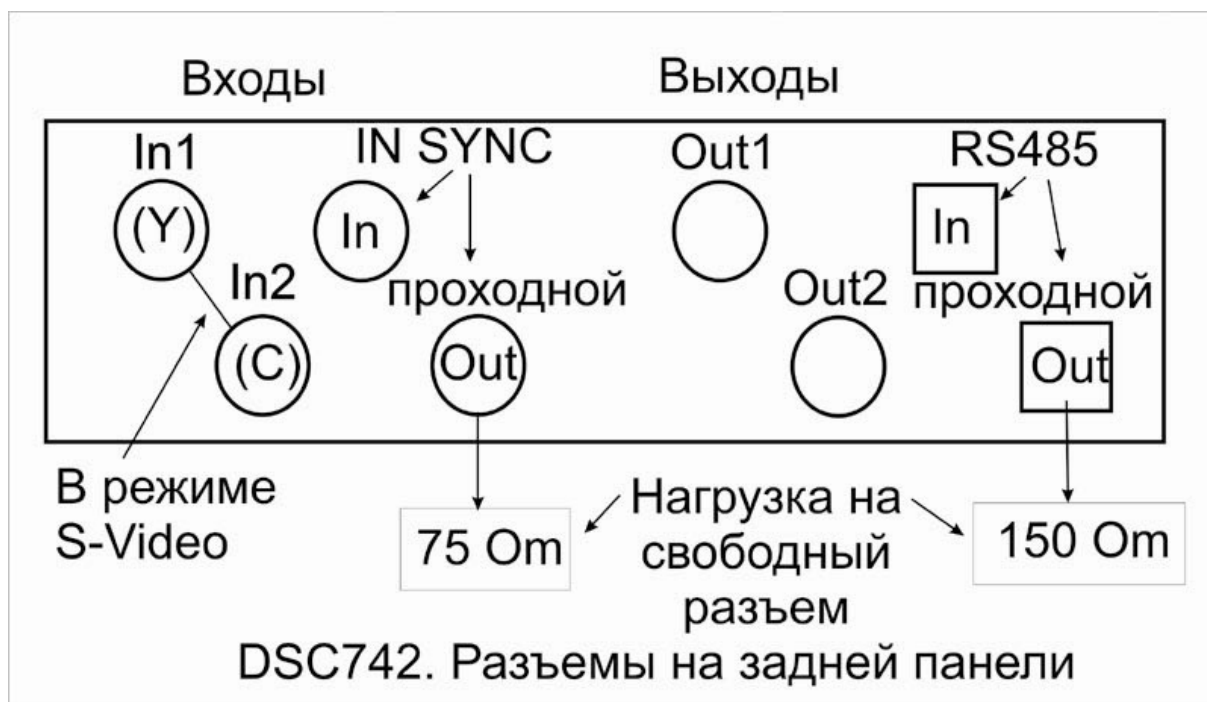 Входы
Выходы
In1
IN SYNC
Out1
RS485
(Y)
In
In
In2
проходной
Out2
проходной
(C)
Out
Out
В режиме
S-Video
75 Om
Нагрузка на
свободный
разъем
150 Om
DSC742. Разъемы на задней панели